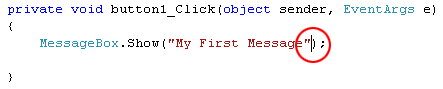 private void button1_Click(object sender, EventArgs e)
{
MessageBox.Show("My First Message");
}